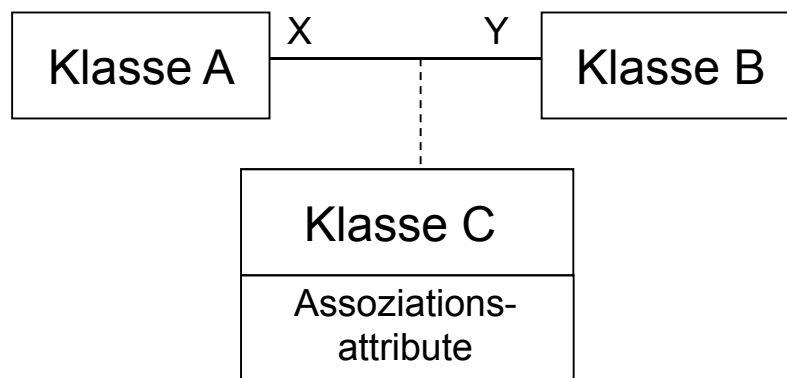 X Y
Klasse A Klasse B
Klasse C
Assoziations-
attribute